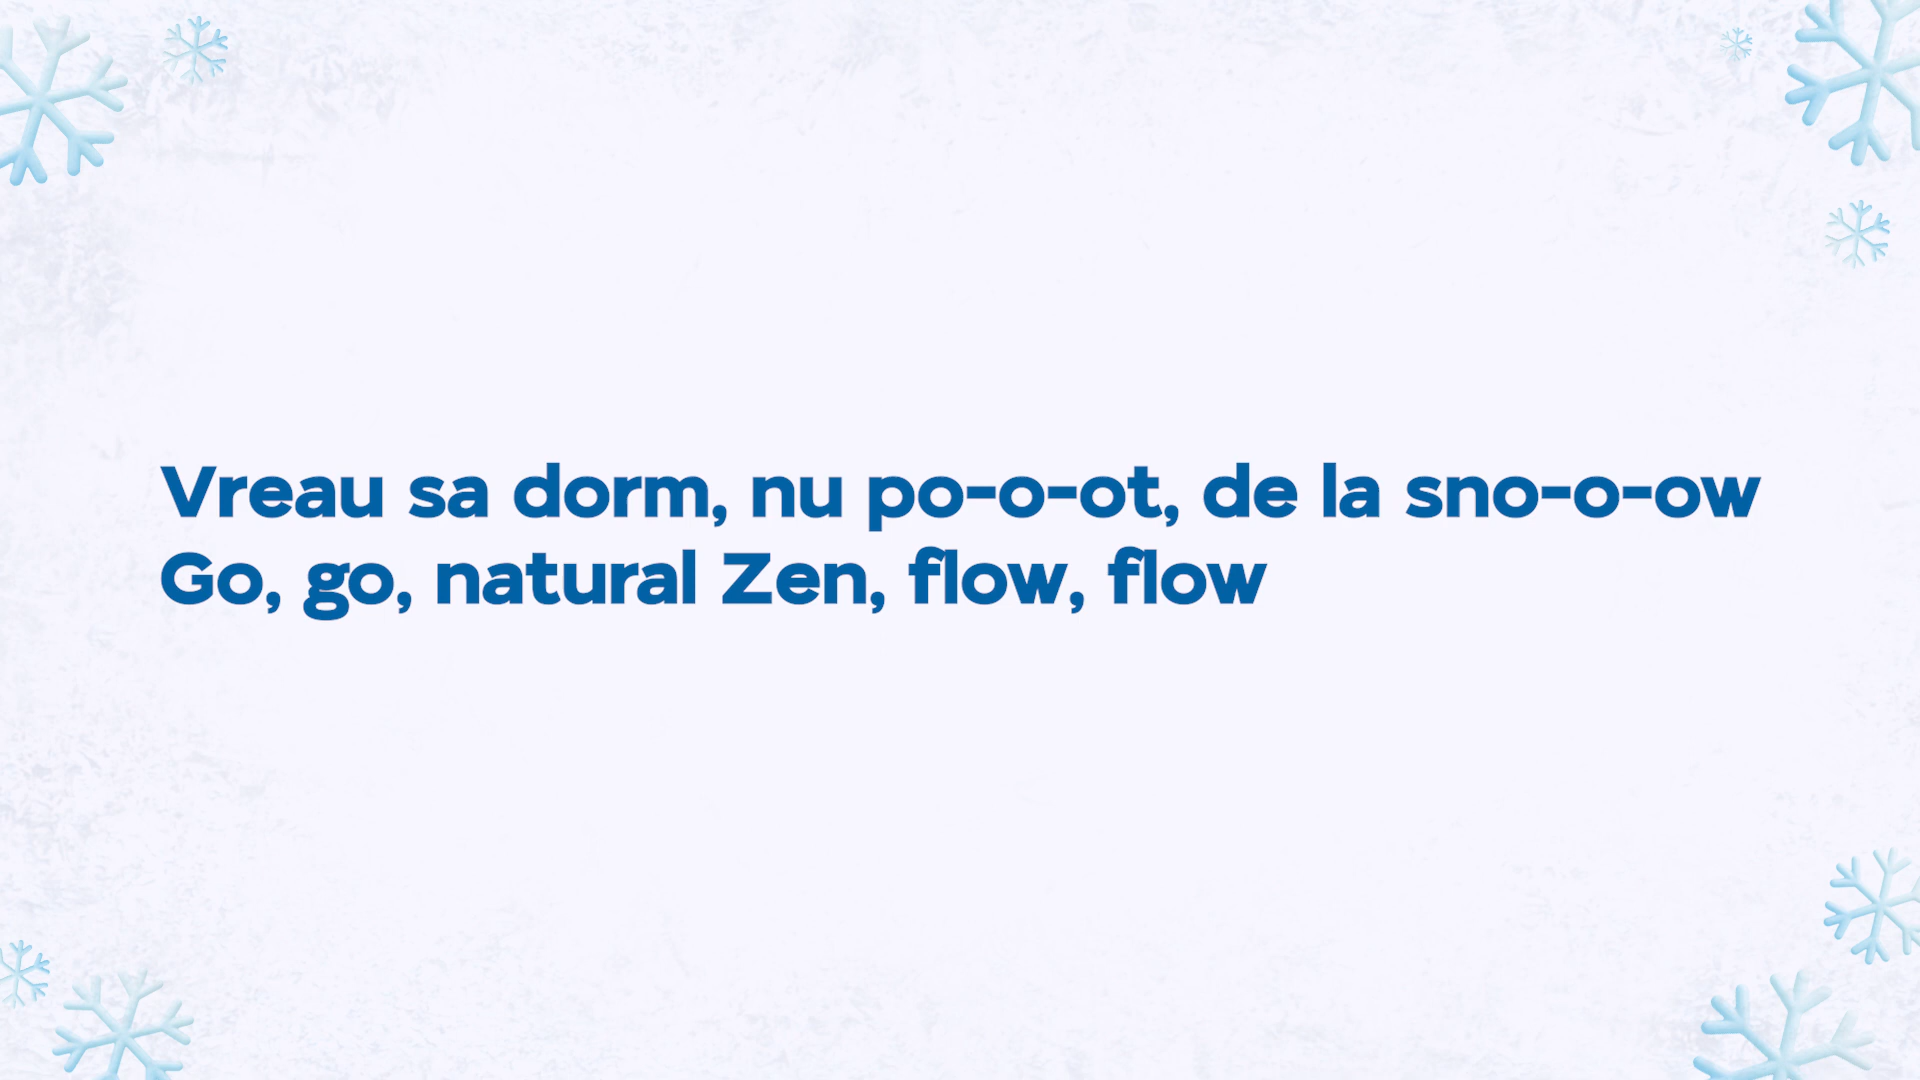 Vreau sa dorm, nu po-o-ot, de la sno-o-ow
Go, go, natural Zen, flow, flow